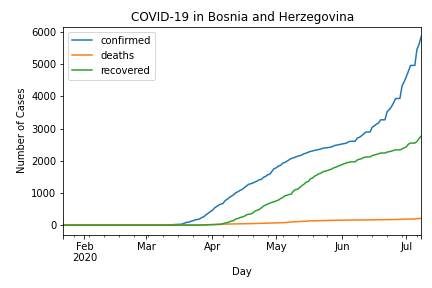 COVID-19 in Bosnia and Herzegovina
confirmed
deaths
recovered
Number of Cases
6000
5000
4000
3000
2000
1000
0
Feb
2020
Mar
Apr
May
Jun
Jul
Day